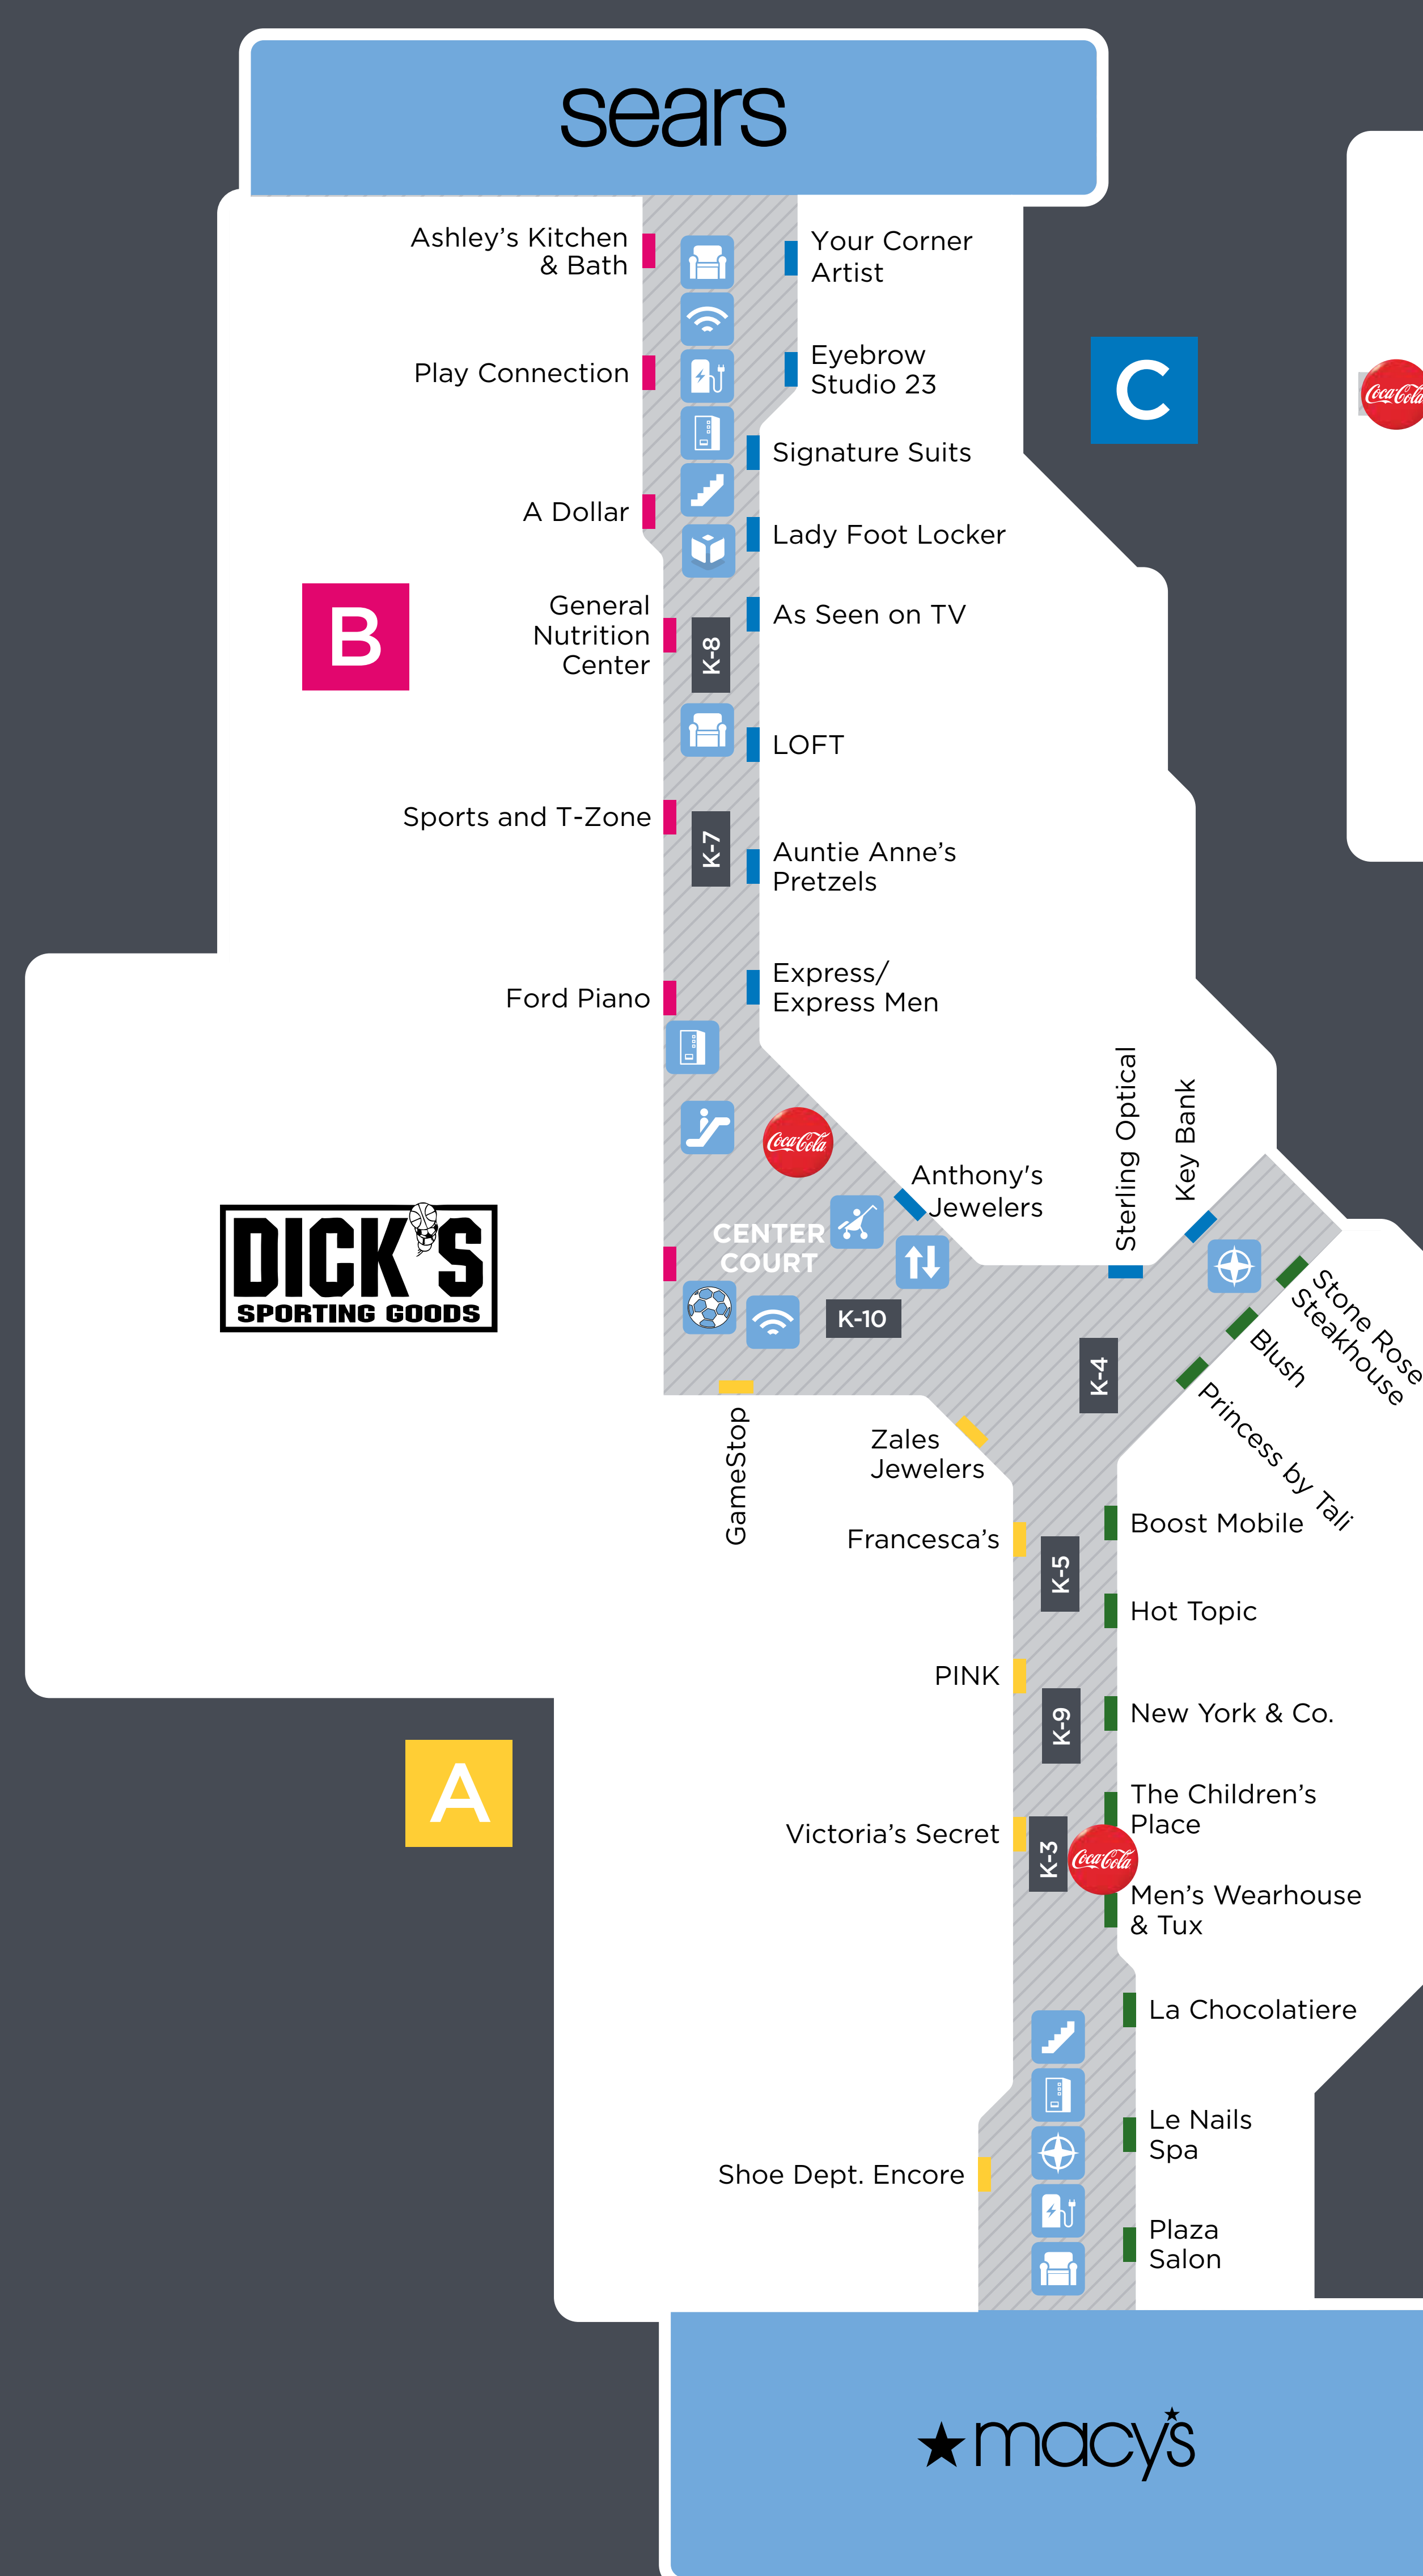 sears
Ashley's Kitchen
& Bath
Your Corner
Artist
Play Connection
Eyebrow
Studio 23
C
Coca-Cola
Signature Suits
A Dollar
Lady Foot Locker
B
General
Nutrition
Center
K-8
As Seen on TV
LOFT
Sports and T-Zone
K-7
Auntie Anne's
Pretzels
Ford Piano
Express/
Express Men
Coca-Cola
Anthony's
Jewelers
Sterling Optical
Key Bank
DICK'S
SPORTING GOODS
CENTER
COURT
K-10
K-4
Stone Rose
Steakhouse
Blush
Princess by Tali
GameStop
Zales
Jewelers
Francesca's
K-5
Boost Mobile
Hot Topic
PINK
K-9
New York & Co.
A
The Children's
Place
Victoria's Secret
K-3
Coca-Cola
Men's Wearhouse
& Tux
La Chocolatiere
Le Nails
Spa
Shoe Dept. Encore
Plaza
Salon
macy's